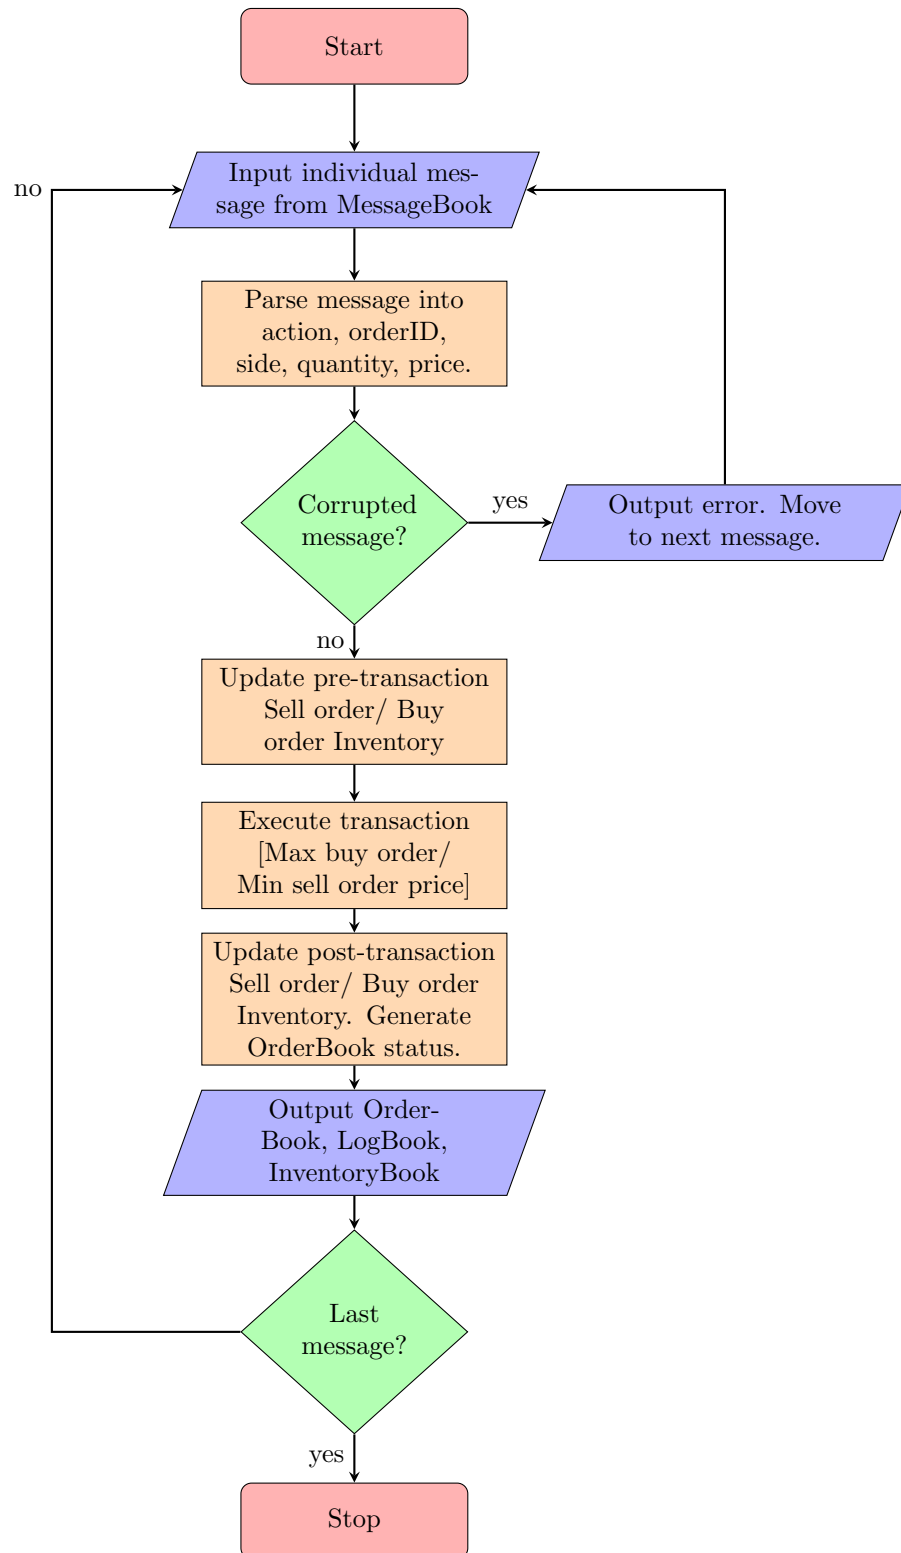 Start
no
Input individual mes-
sage from MessageBook
Parse message into
action, orderID,
side, quantity, price.
Corrupted
message?
yes
Output error. Move
to next message.
no
Update pre-transaction
Sell order/ Buy
order Inventory
Execute transaction
[Max buy order/
Min sell order price]
Update post-transaction
Sell order/ Buy order
Inventory. Generate
OrderBook status.
Output Order-
Book, LogBook,
InventoryBook
Last
message?
yes
Stop